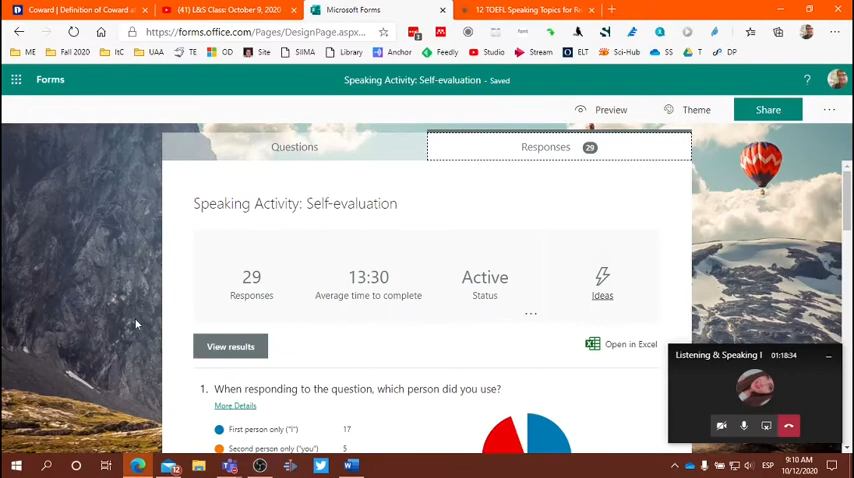 Coward | Definition of Coward at
(41) L&S Class: October 9, 2020
Microsoft Forms
12 TOEFL Speaking Topics for Re
https://forms.office.com/Pages/DesignPage.aspx...
ME
Fall 2020
ItC
UAA
TE
OD
Site
SIIMA
Library
Anchor
Feedly
Studio
Stream
ELT
Sci-Hub
SS
T
DP
Forms
Speaking Activity: Self-evaluation - Saved
?
Preview
Theme
Share
Questions
Responses 29
Speaking Activity: Self-evaluation
29
Responses
13:30
Average time to complete
Active
Status
Ideas
View results
Open in Excel
1. When responding to the question, which person did you use?
More Details
First person only ("I") 17
Second person only ("you") 5
Listening & Speaking I 01:18:34
12
ESP
9:10 AM
10/12/2020